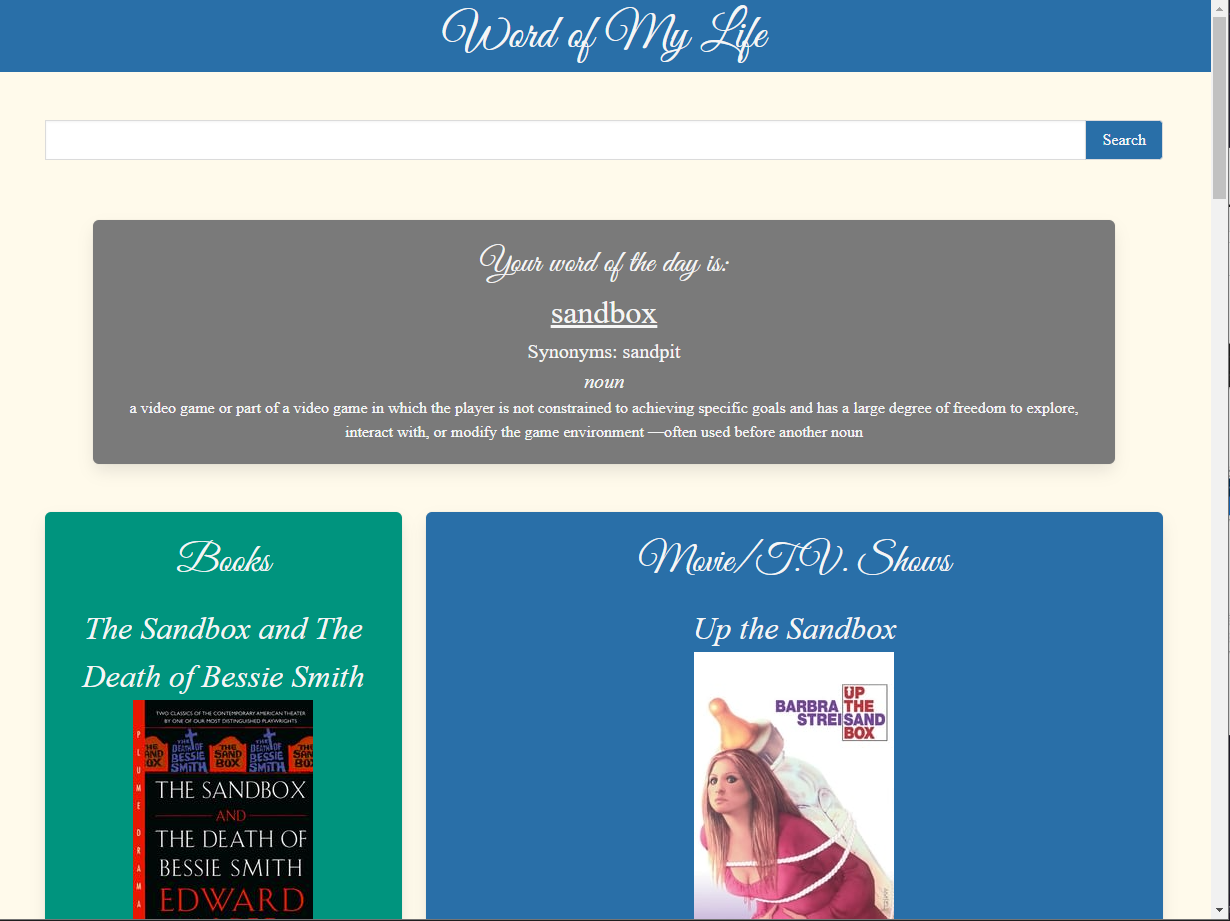 Word of My Life
Search
Your word of the day is:
sandbox
Synonyms: sandpit
noun
a video game or part of a video game in which the player is not constrained to achieving specific goals and has a large degree of freedom to explore,
interact with, or modify the game environment —often used before another noun
Books
The Sandbox and The
Death of Bessie Smith
TWO CLASSICS OF THE CONTEMPORARY AMERICAN THEATER
BY ONE OF OUR MOST DISTINGUISHED PLAYWRIGHTS
THE SAND BOX
THE DEATH OF BESSIE SMITH
THE SAND BOX
THE DEATH OF BESSIE SMITH
PLUME DRAMA
THE SANDBOX
AND
THE DEATH OF
BESSIE SMITH
EDWARD
Movie/T.V. Shows
Up the Sandbox
BARBRA
STREI
UP
THE
SAND
BOX